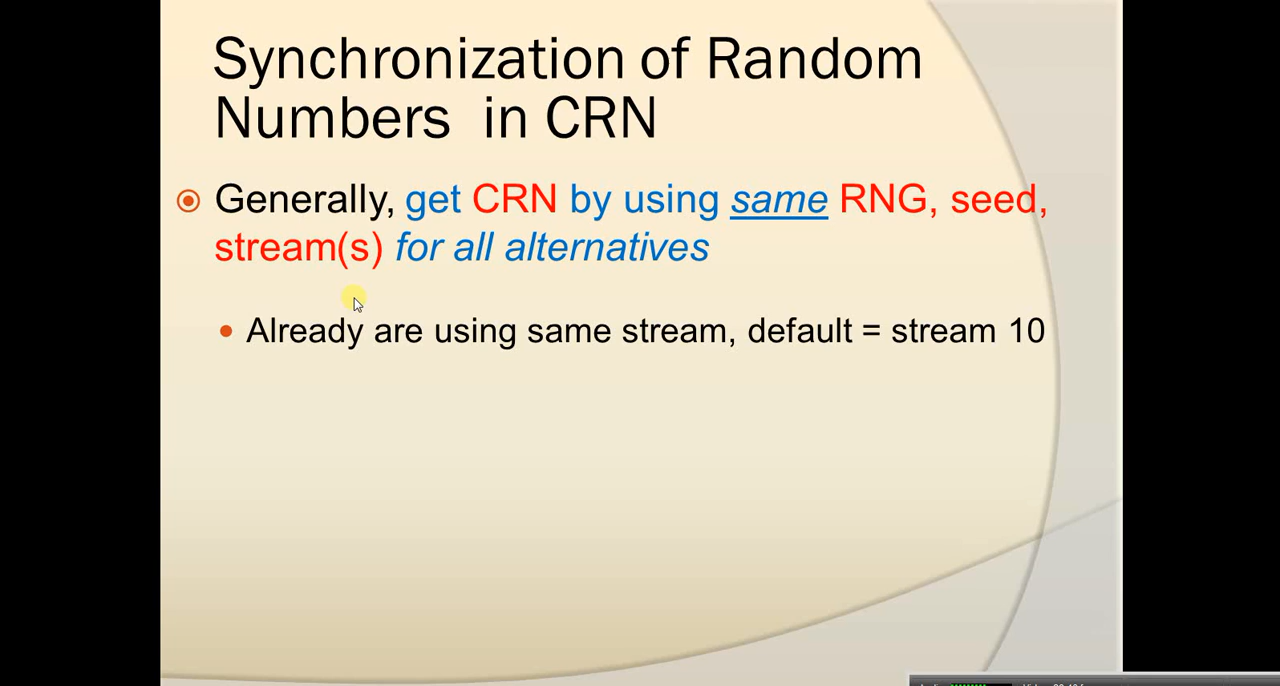 Synchronization of Random
Numbers in CRN
Generally, get CRN by using same RNG, seed,
stream(s) for all alternatives
Already are using same stream, default = stream 10